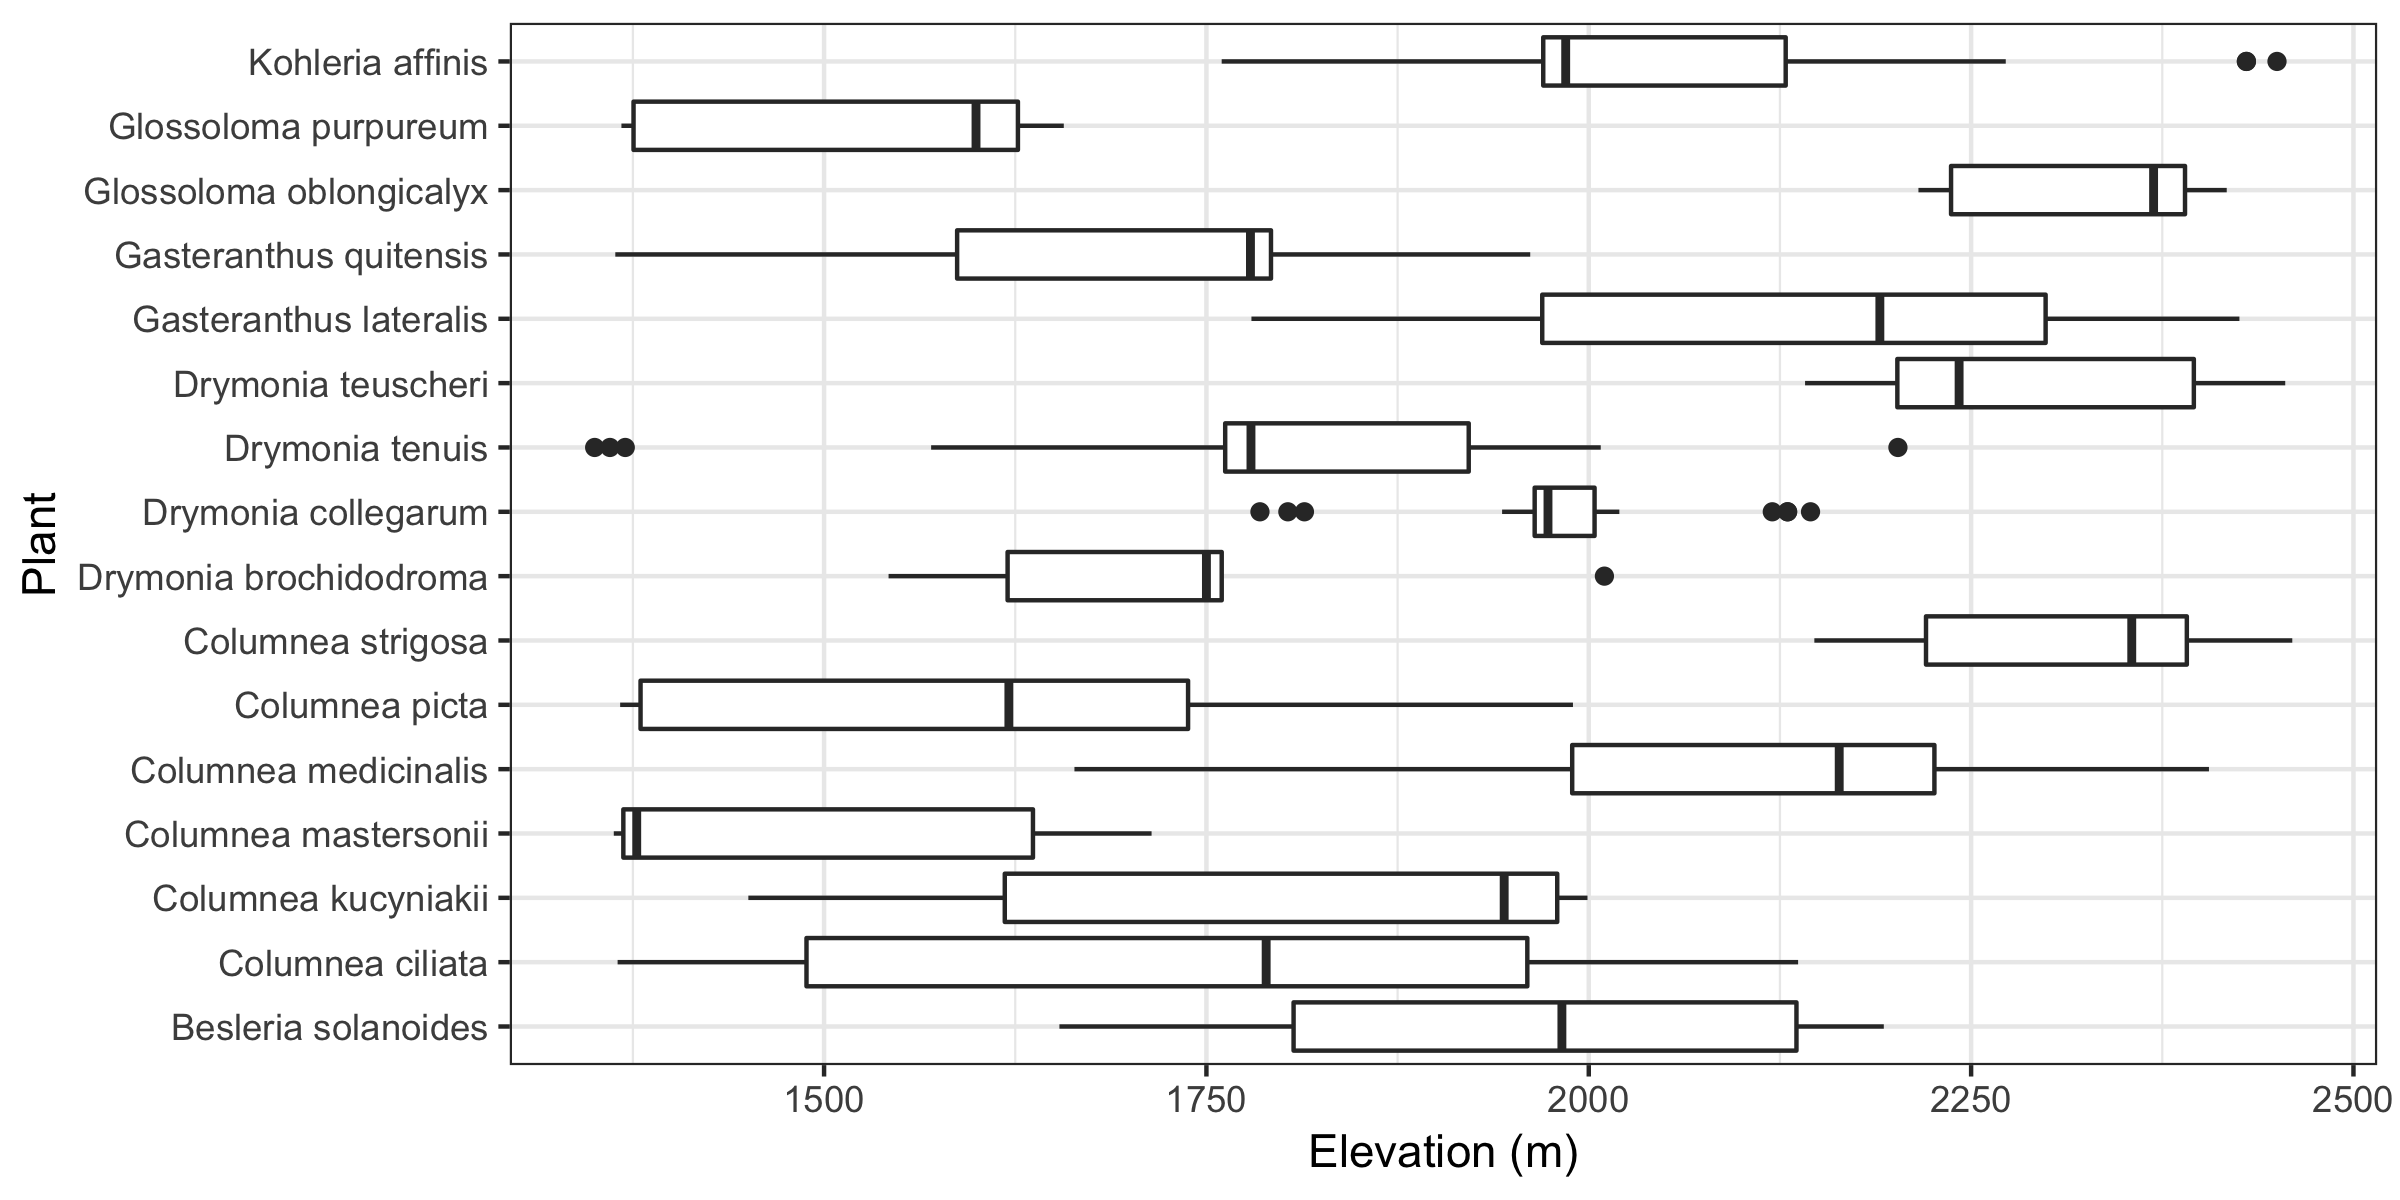 Kohleria affinis
Glossoloma purpureum
Glossoloma oblongicalyx
Gasteranthus quitensis
Gasteranthus lateralis
Drymonia teuscheri
Drymonia tenuis
Drymonia collegarum
Drymonia brochidodroma
Columnea strigosa
Columnea picta
Columnea medicinalis
Columnea mastersonii
Columnea kucyniakii
Columnea ciliata
Besleria solanoides
Plant
1500 1750 2000 2250 2500
Elevation (m)